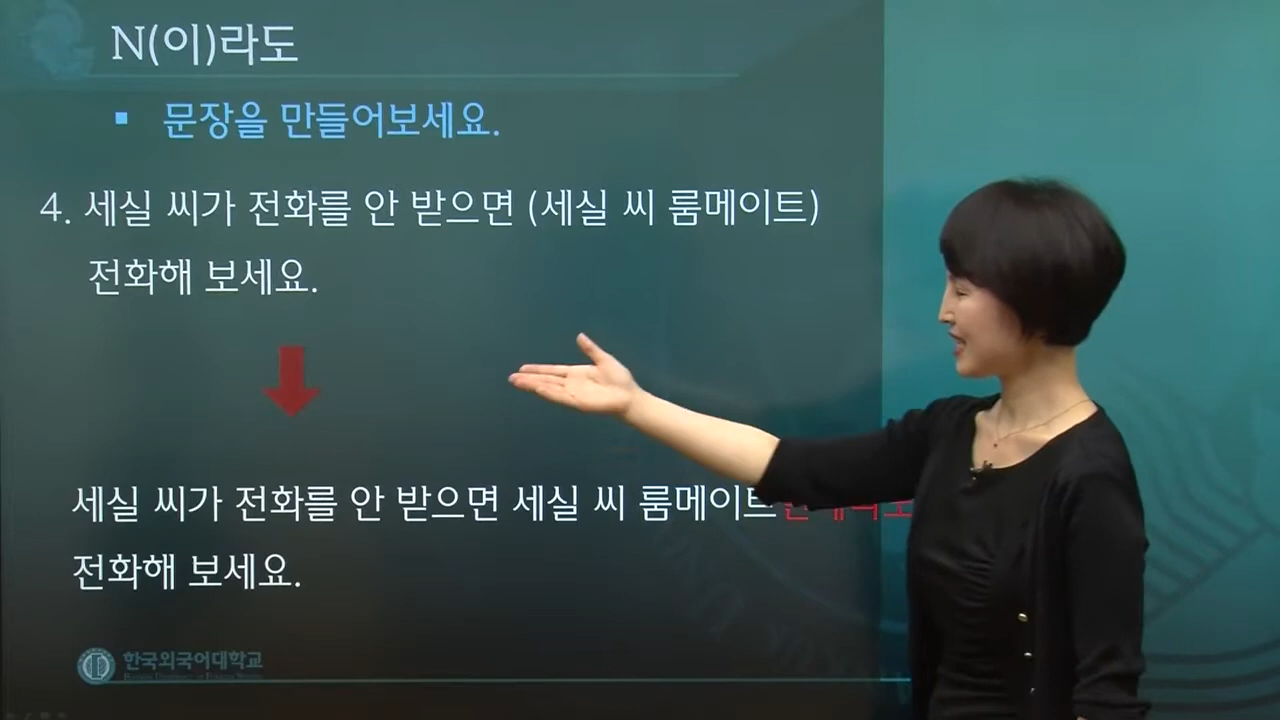 N(이)라도
▪ 문장을 만들어보세요.
4. 세실 씨가 전화를 안 받으면 (세실 씨 룸메이트)
전화해 보세요.
세실 씨가 전화를 안 받으면 세실 씨 룸메이트
전화해 보세요.
한국외국어대학교